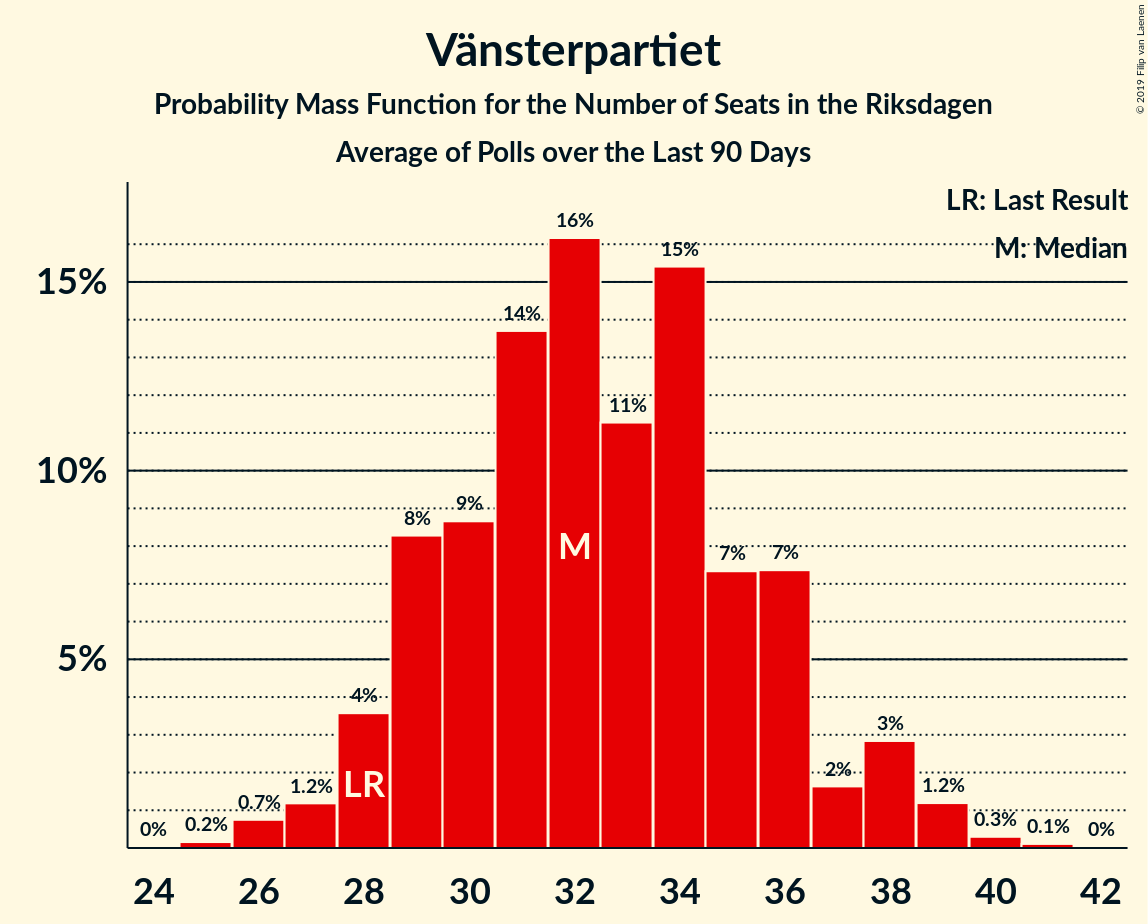 Vänsterpartiet
Probability Mass Function for the Number of Seats in the Riksdagen
Average of Polls over the Last 90 Days
© 2019 Filip van Laenen
LR: Last Result
M: Median
15%
10%
5%
0%
0.2%
0.7%
1.2%
4%
8%
9%
14%
16%
11%
15%
7%
7%
2%
3%
1.2%
0.3%
0.1%
0%
LR
M
24 26 28 30 32 34 36 38 40 42